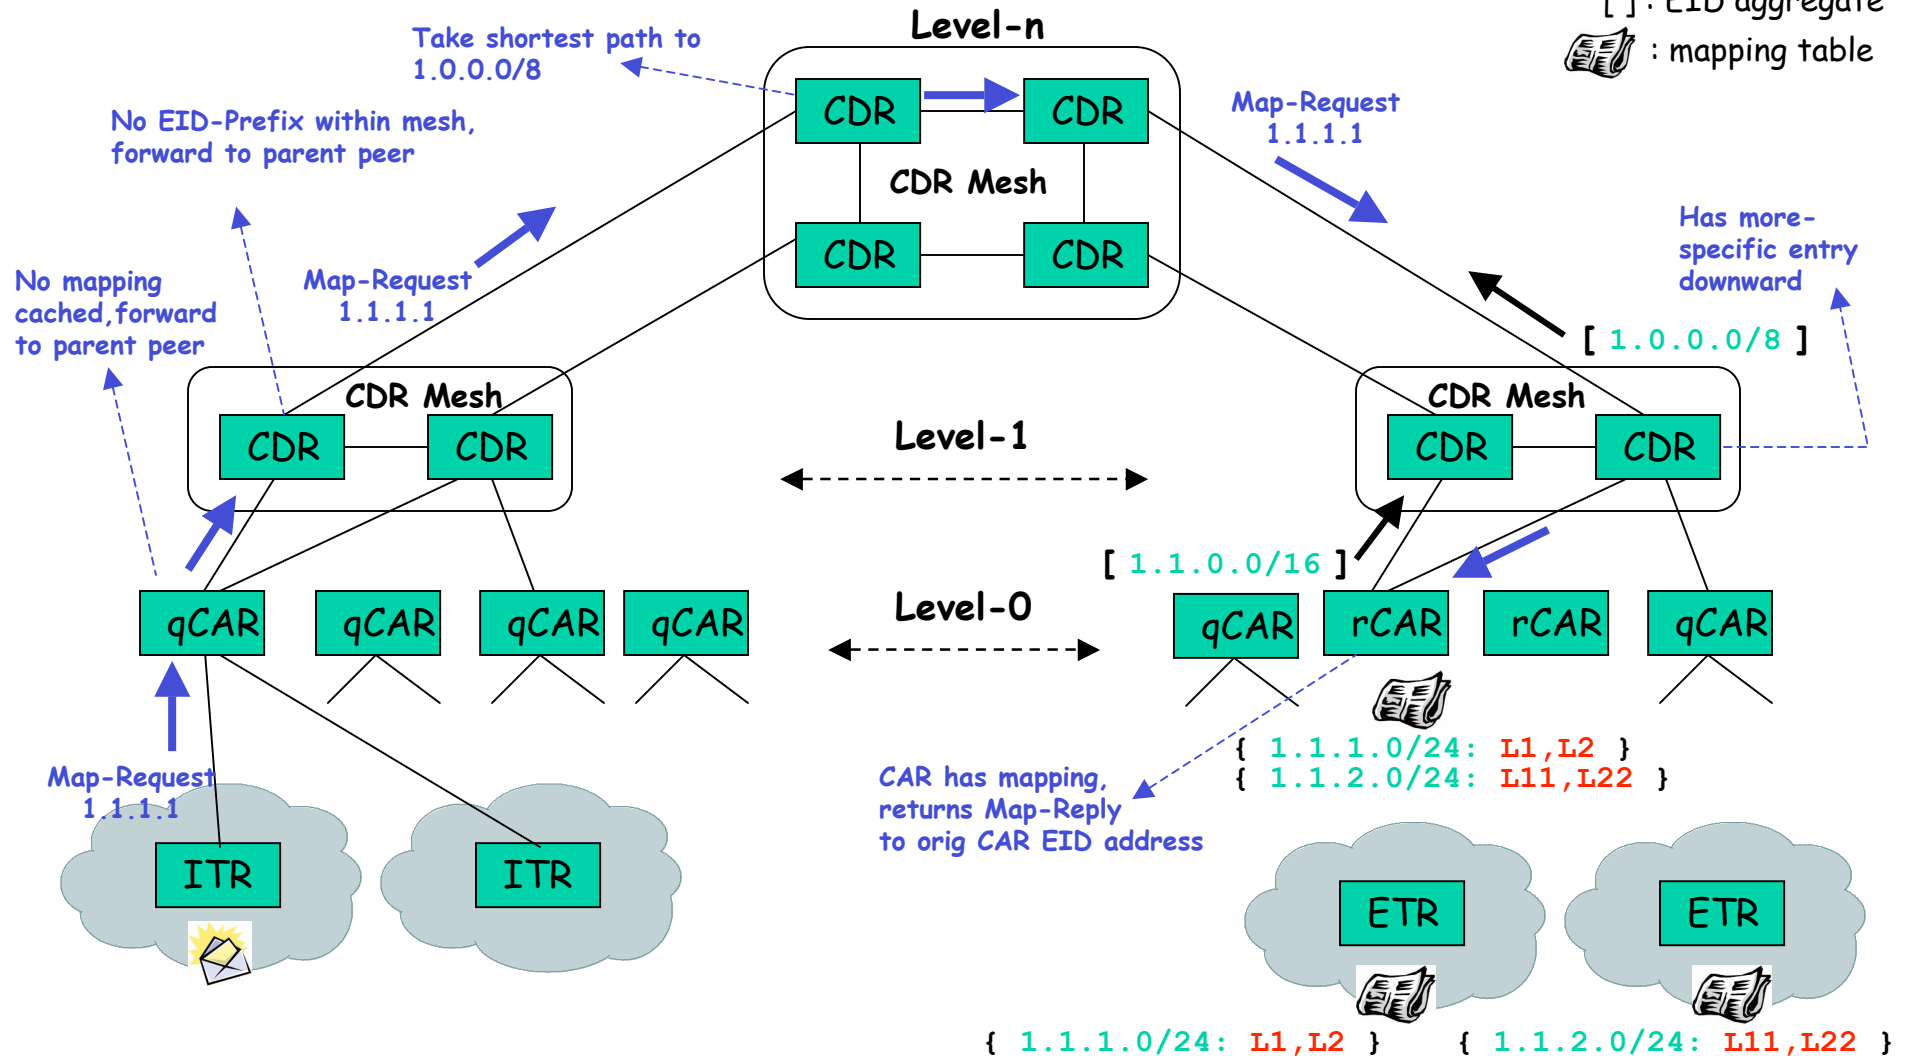 Level-n
[ ] : EID aggregate
: mapping table
Take shortest path to
1.0.0.0/8
No EID-Prefix within mesh,
forward to parent peer
CDR
CDR
CDR Mesh
CDR
CDR
Map-Request
1.1.1.1
Has more-
specific entry
downward
No mapping
cached,forward
to parent peer
Map-Request
1.1.1.1
[ 1.0.0.0/8 ]
CDR Mesh
CDR
CDR
Level-1
CDR Mesh
CDR
CDR
[ 1.1.0.0/16 ]
qCAR
qCAR
qCAR
qCAR
Level-0
qCAR
rCAR
rCAR
qCAR
Map-Request
1.1.1.1
{ 1.1.1.0/24: L1,L2 }
{ 1.1.2.0/24: L11,L22 }
CAR has mapping,
returns Map-Reply
to orig CAR EID address
ITR
ITR
ETR
ETR
{ 1.1.1.0/24: L1,L2 }
{ 1.1.2.0/24: L11,L22 }